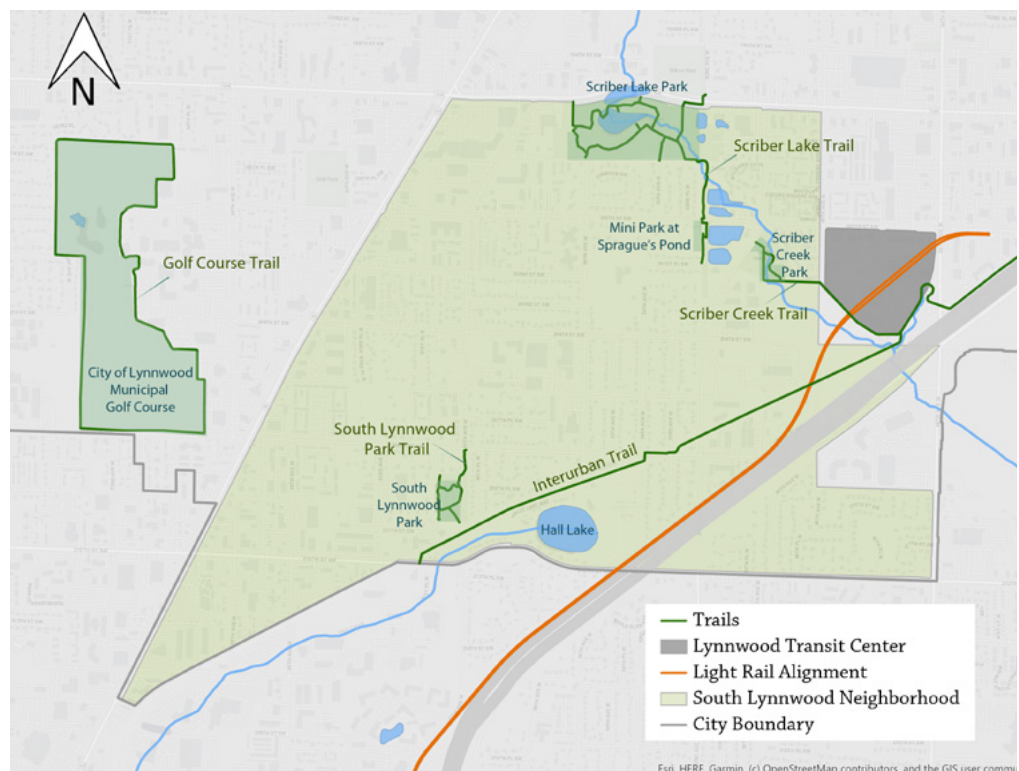 N
Scriber Lake Park
Scriber Lake Trail
Mini Park at
Sprague's Pond
Scriber
Creek
Park
Golf Course Trail
Scriber Creek Trail
City of Lynnwood
Municipal
Golf Course
South Lynnwood
Park Trail
Interurban Trail
South
Lynnwood
Park
Hall Lake
Trails
Lynnwood Transit Center
Light Rail Alignment
South Lynnwood Neighborhood
City Boundary
Esri, HERE, Garmin, (c) OpenStreetMap contributors, and the GIS user commu